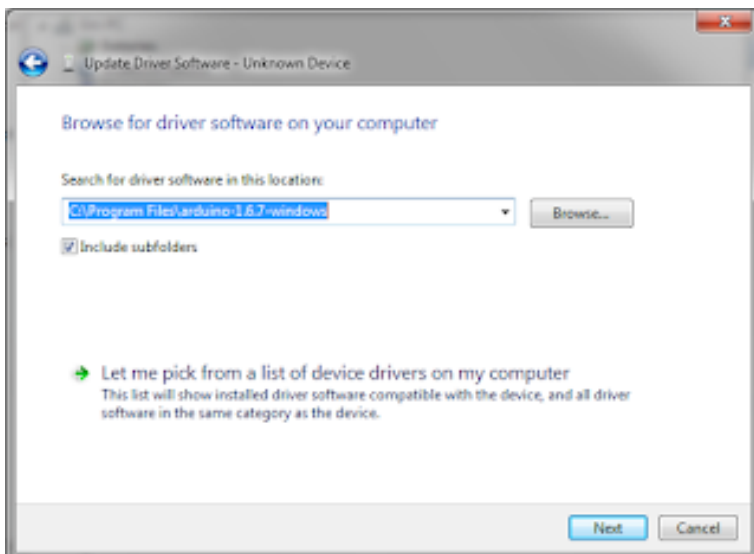 Update Driver Software - Unknown Device
Browse for driver software on your computer
Search for driver software in this location:
C:\Program Files\arduino-1.6.7-windows
Browse...
Include subfolders
Let me pick from a list of device drivers on my computer
This list will show installed driver software compatible with the device, and all driver
software in the same category as the device.
Next
Cancel